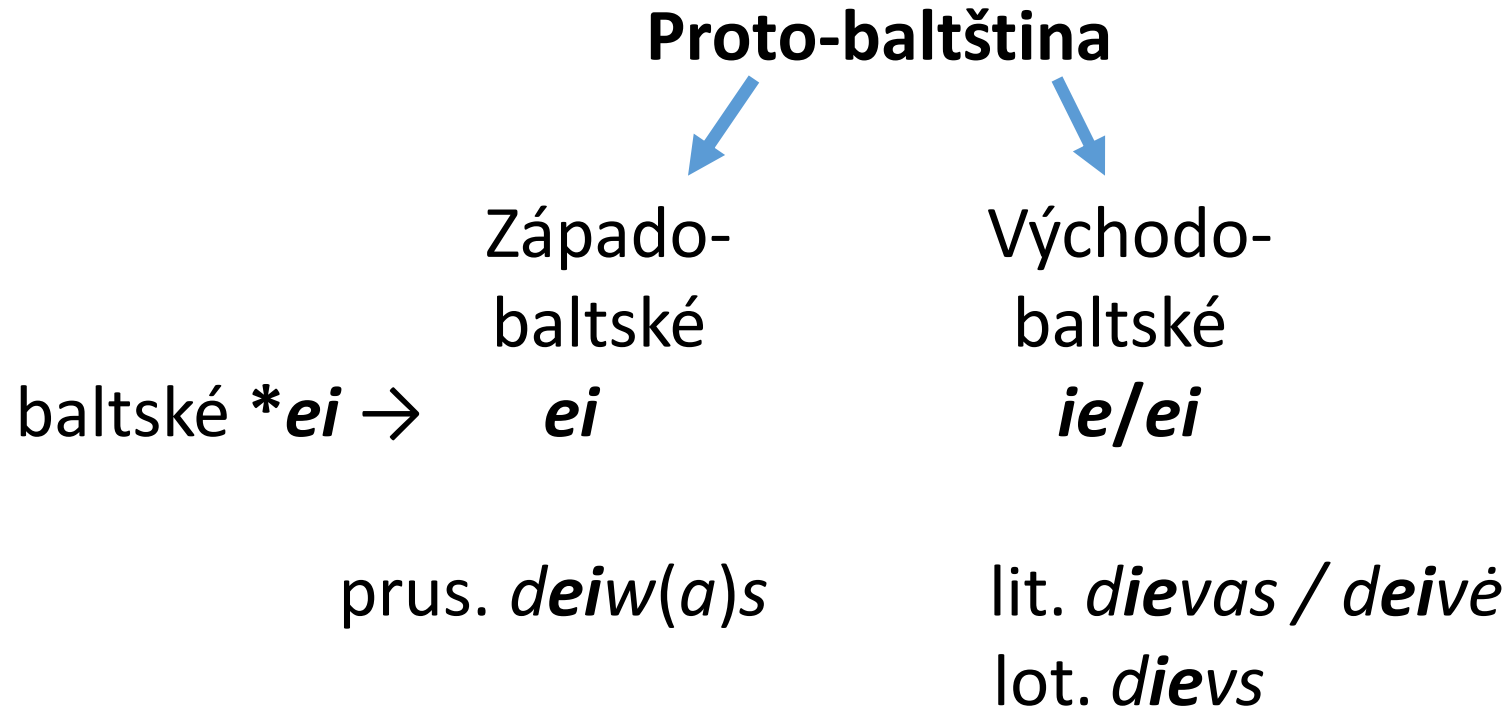 Proto-baltština
Západo- Východo-
baltské baltské
baltské *ei → ei ie/ei
prus. deiw(a)s lit. dievas / deivė
lot. dievs